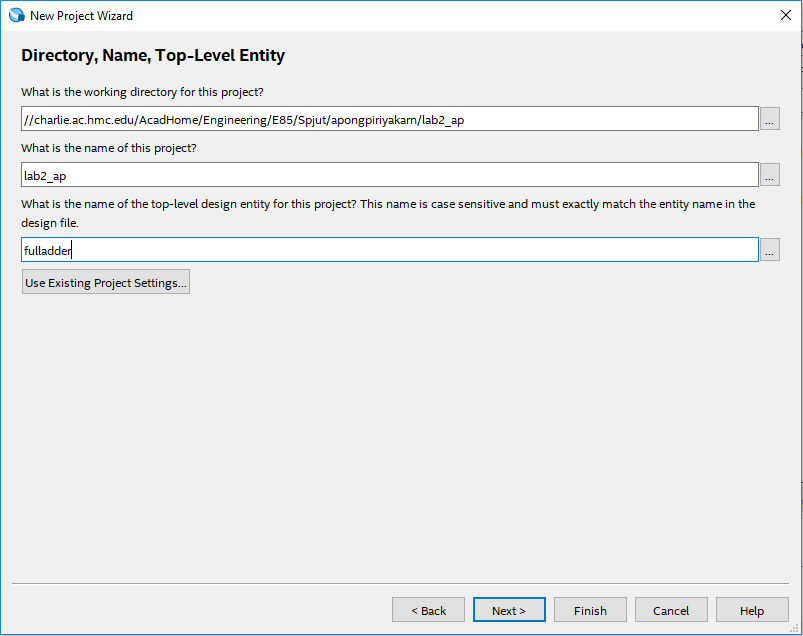 New Project Wizard
Directory, Name, Top-Level Entity
What is the working directory for this project?
//charlie.ac.hmc.edu/AcadHome/Engineering/E85/Spjut/apongpiriyakarn/lab2_ap
...
What is the name of this project?
lab2_ap
...
What is the name of the top-level design entity for this project? This name is case sensitive and must exactly match the entity name in the
design file.
fulladder
...
Use Existing Project Settings...
< Back
Next >
Finish
Cancel
Help